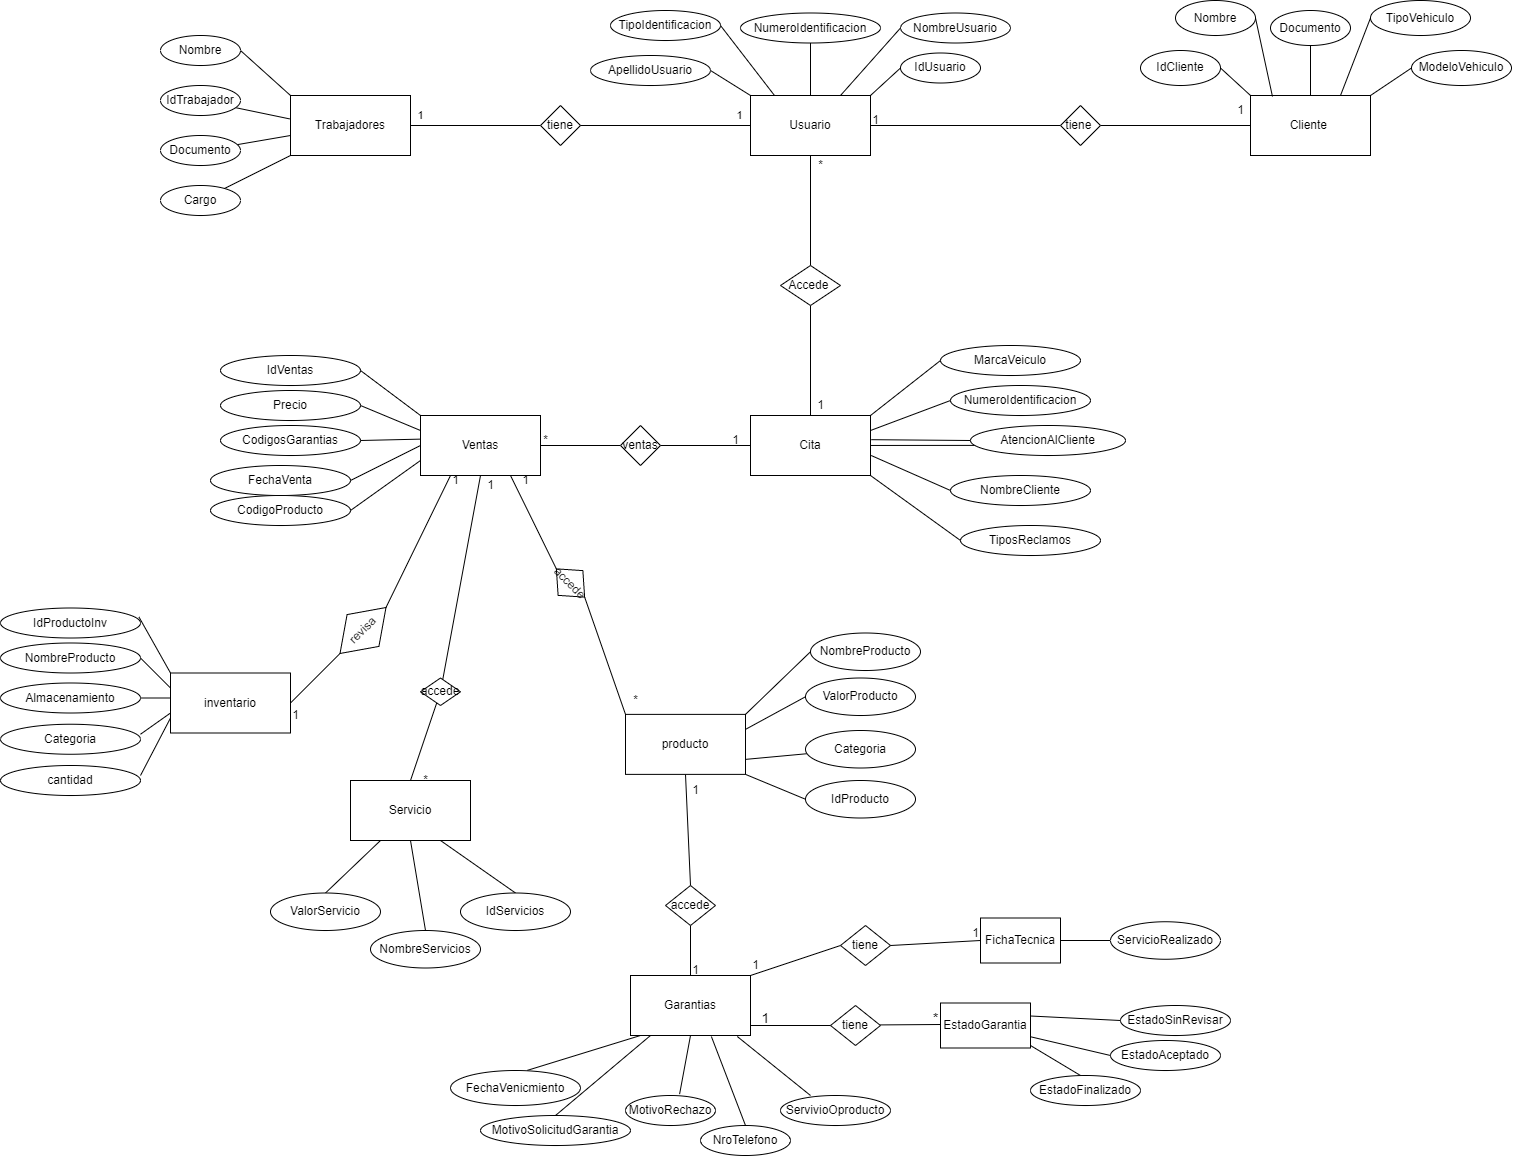 TipoIdentificacion
NumeroIdentificacion
NombreUsuario
Nombre
Documento
TipoVehiculo
Nombre
ApellidoUsuario
IdUsuario
IdCliente
ModeloVehiculo
IdTrabajador
Trabajadores
1
tiene
1
Usuario
1
tiene
1
Cliente
Documento
*
Cargo
Accede
MarcaVeiculo
IdVentas
1
NumeroIdentificacion
Precio
CodigosGarantias
Ventas
*
ventas
1
Cita
AtencionAlCliente
FechaVenta
1
1
1
NombreCliente
CodigoProducto
TiposReclamos
accede
IdProductoInv
revisa
NombreProducto
NombreProducto
Almacenamiento
inventario
1
accede
*
ValorProducto
Categoria
producto
Categoria
cantidad
*
1
IdProducto
Servicio
ValorServicio
IdServicios
accede
NombreServicios
tiene
1
FichaTecnica
ServicioRealizado
1
1
Garantias
1
tiene
*
EstadoGarantia
EstadoSinRevisar
EstadoAceptado
FechaVenicmiento
EstadoFinalizado
MotivoRechazo
ServivioOproducto
MotivoSolicitudGarantia
NroTelefono